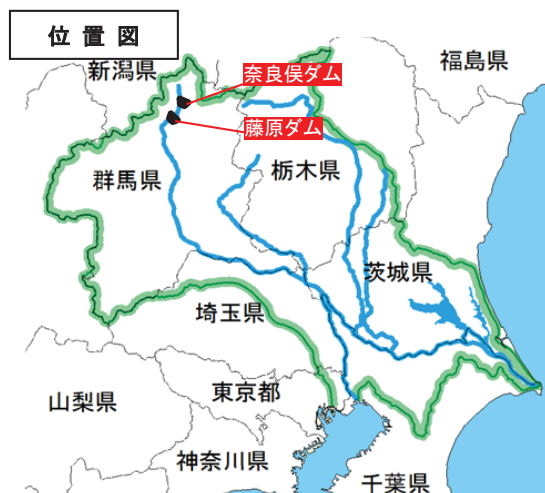 位置図
新潟県
福島県
奈良俣ダム
藤原ダム
群馬県
栃木県
茨城県
埼玉県
東京都
山梨県
神奈川県
千葉県